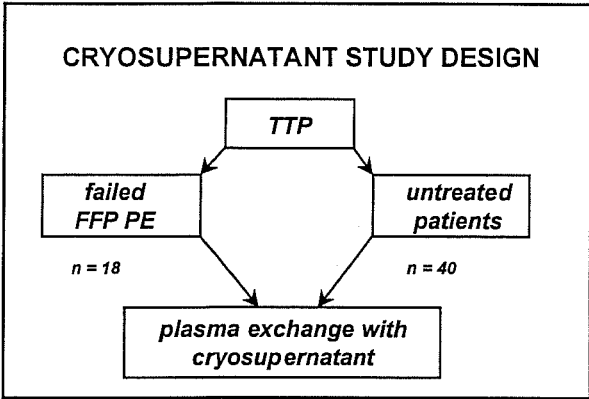 CRYOSUPERNATANT STUDY DESIGN
TTP
failed
FFP PE
untreated
patients
n = 18
n = 40
plasma exchange with
cryosupernatant